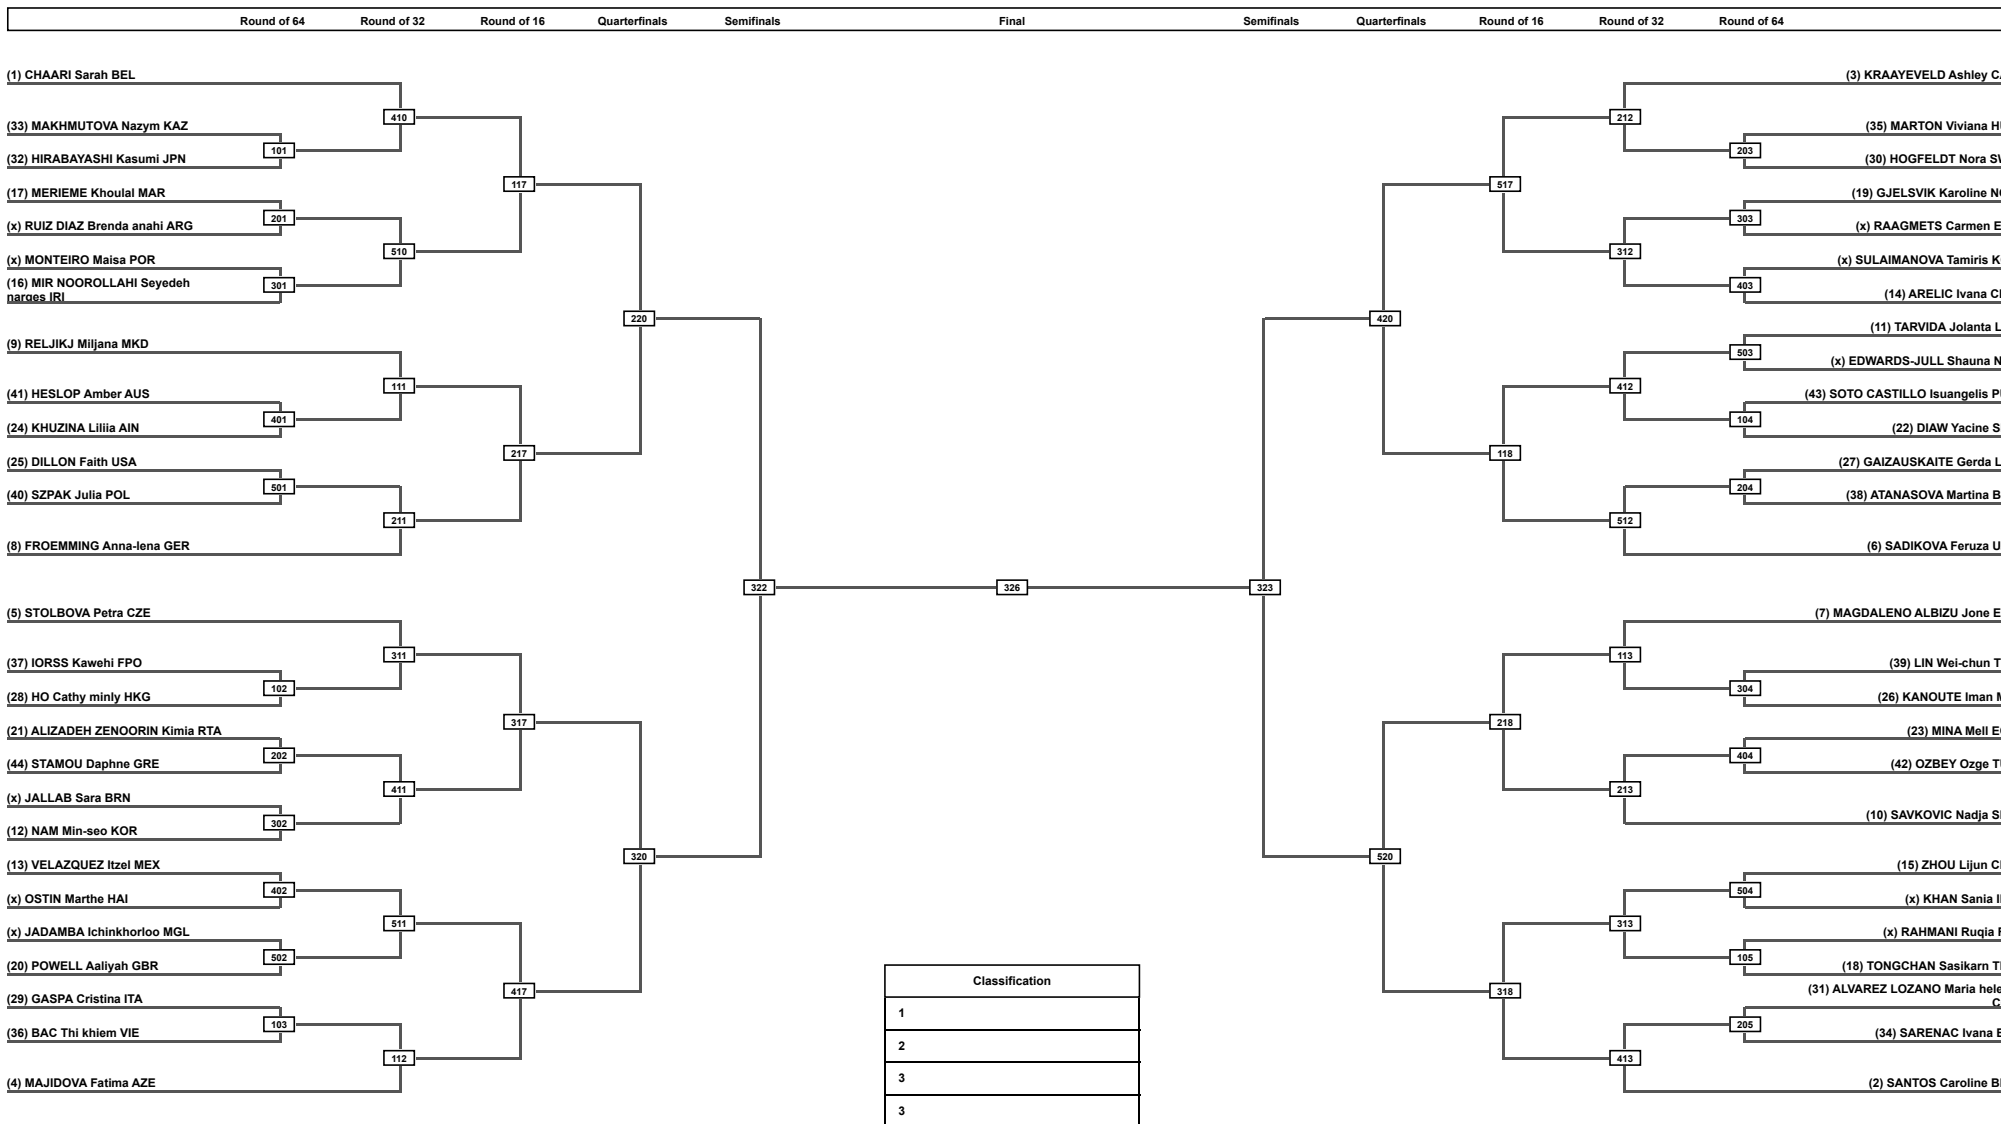 Round of 64 Round of 32 Round of 16 Quarterfinals Semifinals Final Semifinals Quarterfinals Round of 16 Round of 32 Round of 64
(1) CHAARI Sarah BEL
410
(33) MAKHMUTOVA Nazym KAZ
101
(32) HIRABAYASHI Kasumi JPN
117
(17) MERIEME Khoulal MAR
201
(x) RUIZ DIAZ Brenda anahi ARG
510
(x) MONTEIRO Maisa POR
301
(16) MIR NOOROLLAHI Seyedeh
narges IRI
220
(9) RELJIKJ Miljana MKD
111
(41) HESLOP Amber AUS
401
(24) KHUZINA Liliia AIN
217
(25) DILLON Faith USA
501
(40) SZPAK Julia POL
211
(8) FROEMMING Anna-lena GER
322
(5) STOLBOVA Petra CZE
311
(37) IORSS Kawehi FPO
102
(28) HO Cathy minly HKG
317
(21) ALIZADEH ZENOORIN Kimia RTA
202
(44) STAMOU Daphne GRE
411
(x) JALLAB Sara BRN
302
(12) NAM Min-seo KOR
320
(13) VELAZQUEZ Itzel MEX
402
(x) OSTIN Marthe HAI
511
(x) JADAMBA Ichinkhorloo MGL
502
(20) POWELL Aaliyah GBR
417
(29) GASPA Cristina ITA
103
(36) BAC Thi khiem VIE
112
(4) MAJIDOVA Fatima AZE
326
Classification
1
2
3
3
(3) KRAAYEVELD Ashley
212
(35) MARTON Viviana
203
(30) HOGFELDT Nora
517
(19) GJELSVIK Karoline
303
(x) RAAGMETS Carmen
312
(x) SULAIMANOVA Tamiris
403
(14) ARELIC Ivana
420
(11) TARVIDA Jolanta
503
(x) EDWARDS-JULL Shauna
412
(43) SOTO CASTILLO Isuangelis
104
(22) DIAW Yacine
118
(27) GAIZAUSKAITE Gerda
204
(38) ATANASOVA Martina
512
(6) SADIKOVA Feruza
323
(7) MAGDALENO ALBIZU Jone
113
(39) LIN Wei-chun
304
(26) KANOUTE Iman
218
(23) MINA Mell
404
(42) OZBEY Ozge
213
(10) SAVKOVIC Nadja
520
(15) ZHOU Lijun
504
(x) KHAN Sania
313
(x) RAHMANI Ruqia
105
(18) TONGCHAN Sasikarn
318
(31) ALVAREZ LOZANO Maria
205
(34) SARENAC Ivana
413
(2) SANTOS Caroline